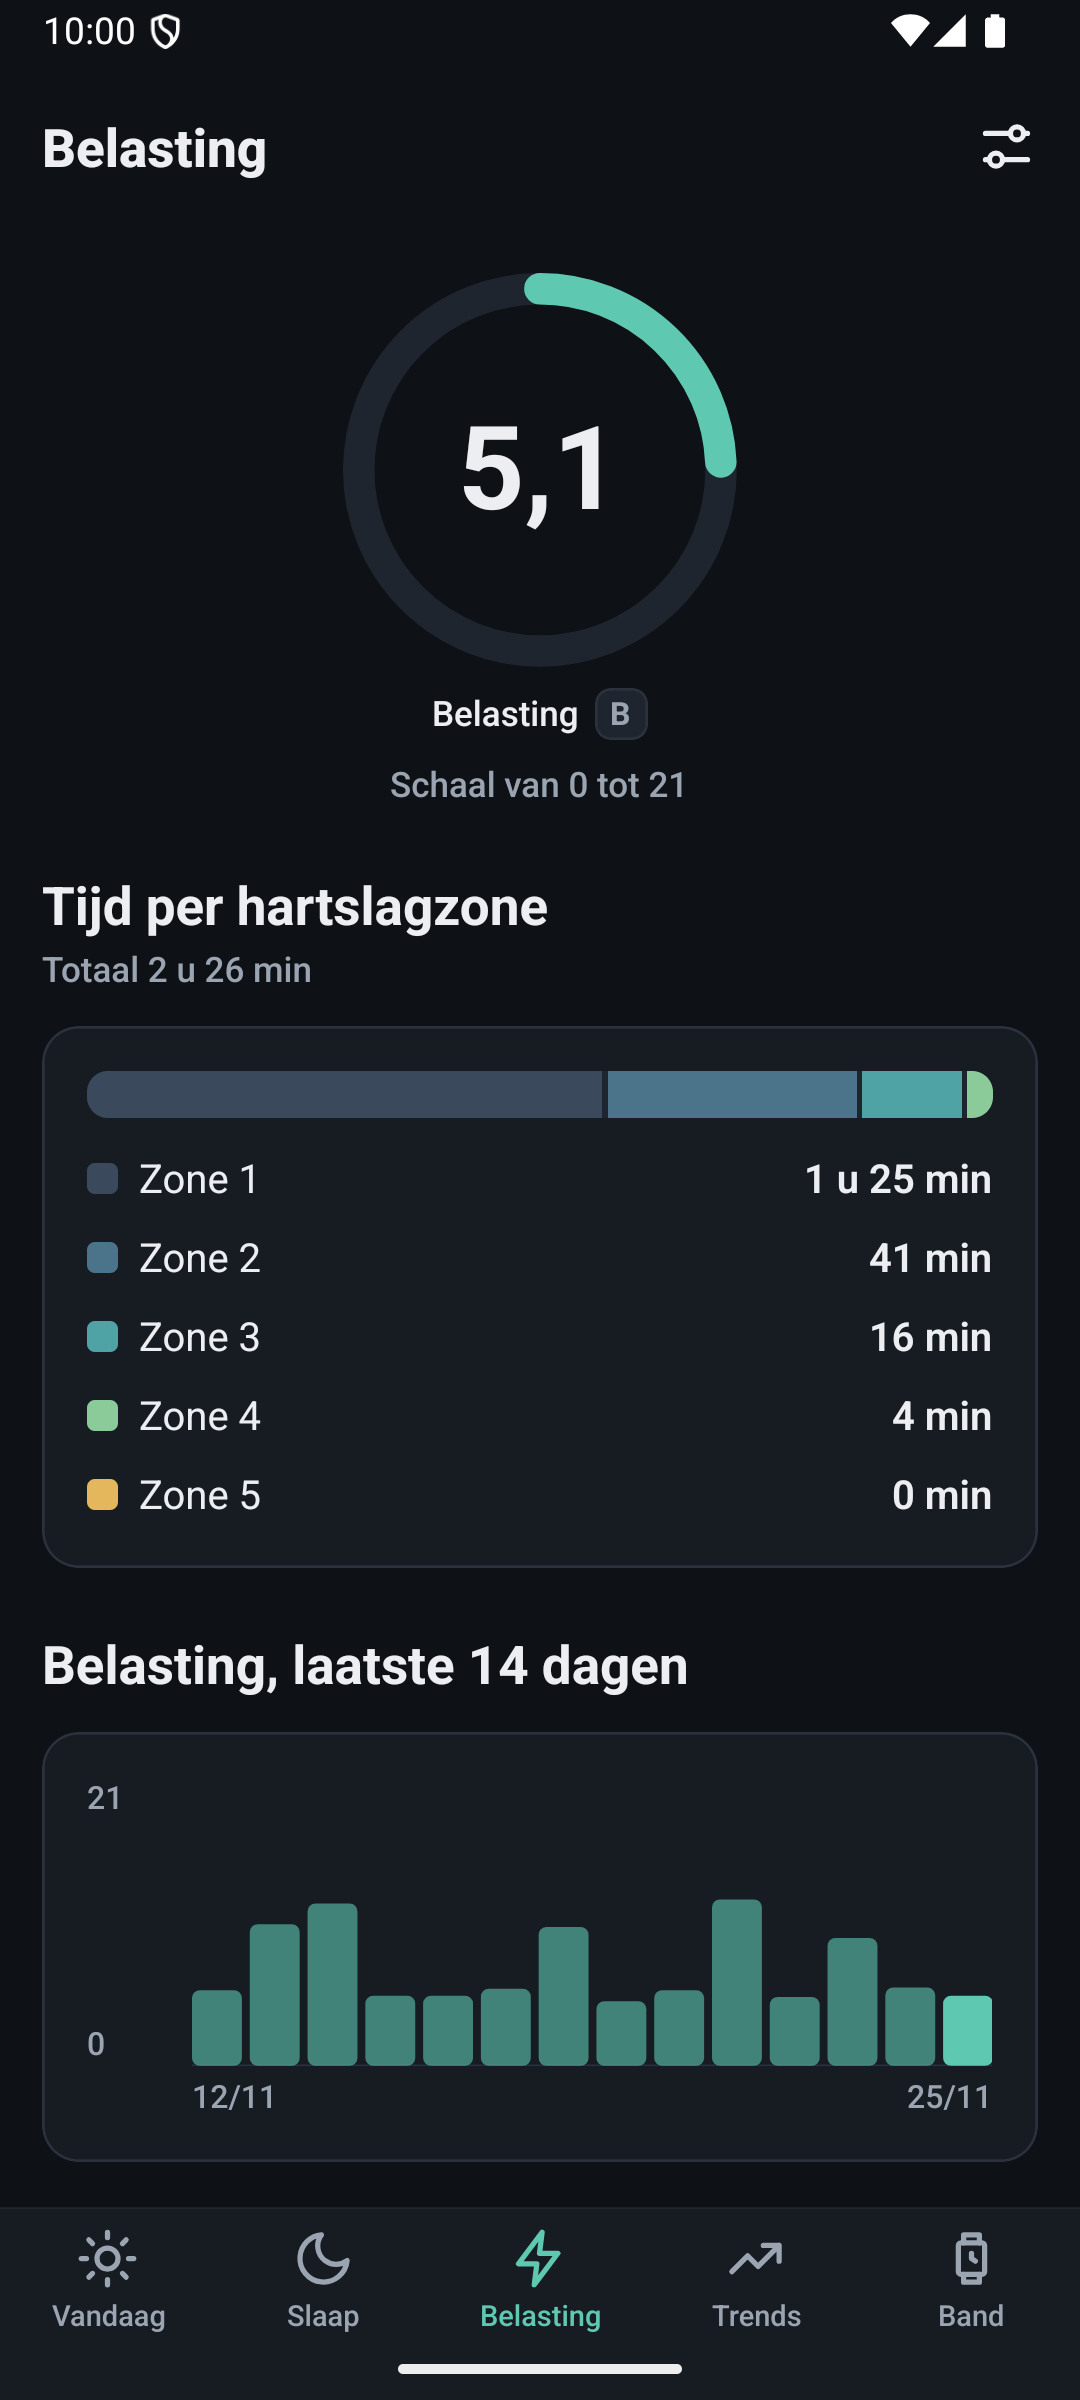 10:00
Belasting
5,1
Belasting B
Schaal van 0 tot 21
Tijd per hartslagzone
Totaal 2 u 26 min
Zone 1 1 u 25 min
Zone 2 41 min
Zone 3 16 min
Zone 4 4 min
Zone 5 0 min
Belasting, laatste 14 dagen
21
0
12/11 25/11
Vandaag Slaap Belasting Trends Band